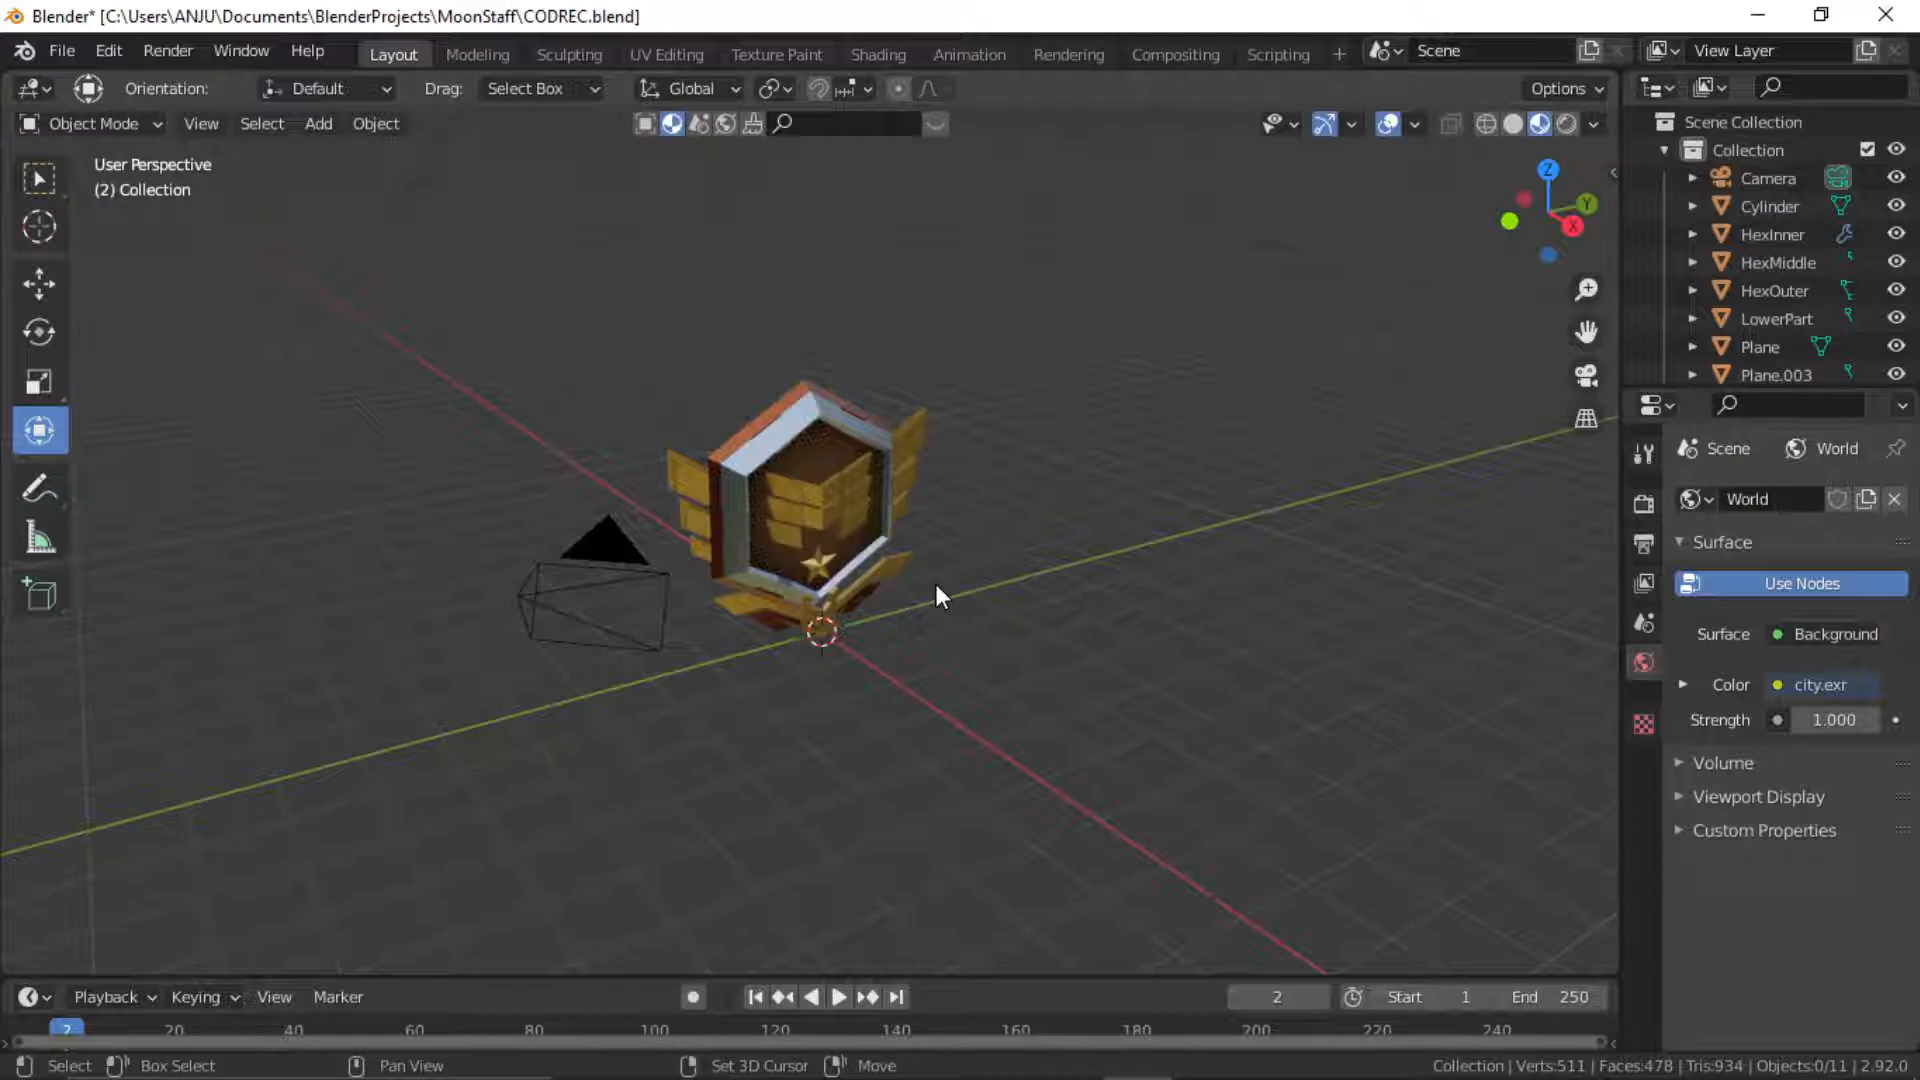 Blender* [C:\Users\ANJU\Documents\BlenderProjects\MoonStaff\CODREC.blend]
File Edit Render Window Help Layout Modeling Sculpting UV Editing Texture Paint Shading Animation Rendering Compositing Scripting + Scene View Layer
Orientation: Default Drag: Select Box Global Options
Object Mode View Select Add Object
User Perspective
(2) Collection
Z
Y
X
Scene Collection
Collection
Camera
Cylinder
HexInner
HexMiddle
HexOuter
LowerPart
Plane
Plane.003
Scene World
World
Surface
Use Nodes
Surface Background
Color city.exr
Strength 1.000
Volume
Viewport Display
Custom Properties
Playback Keying View Marker 2 Start 1 End 250
2 20 40 60 80 100 120 140 160 180 200 220 240
Select Box Select Pan View Set 3D Cursor Move Collection | Verts:511 | Faces:478 | Tris:934 | Objects:0/11 | 2.92.0